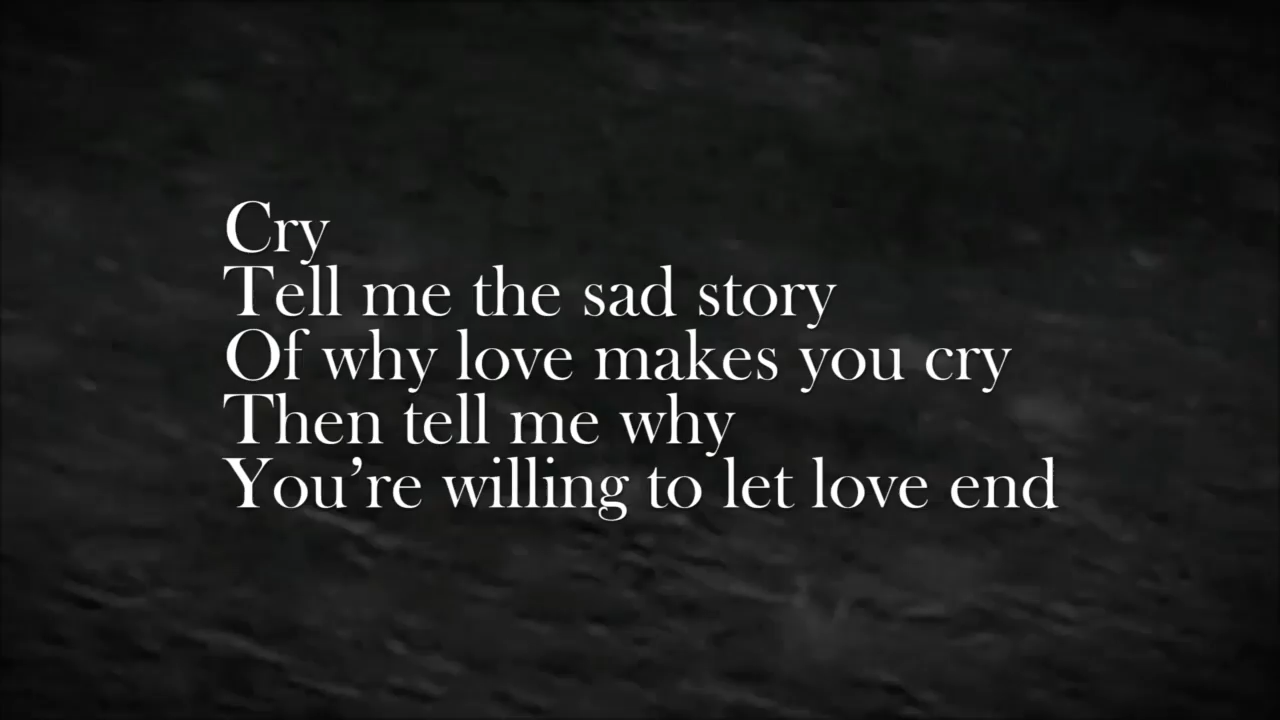 Cry
Tell me the sad story
Of why love makes you cry
Then tell me why
You’re willing to let love end